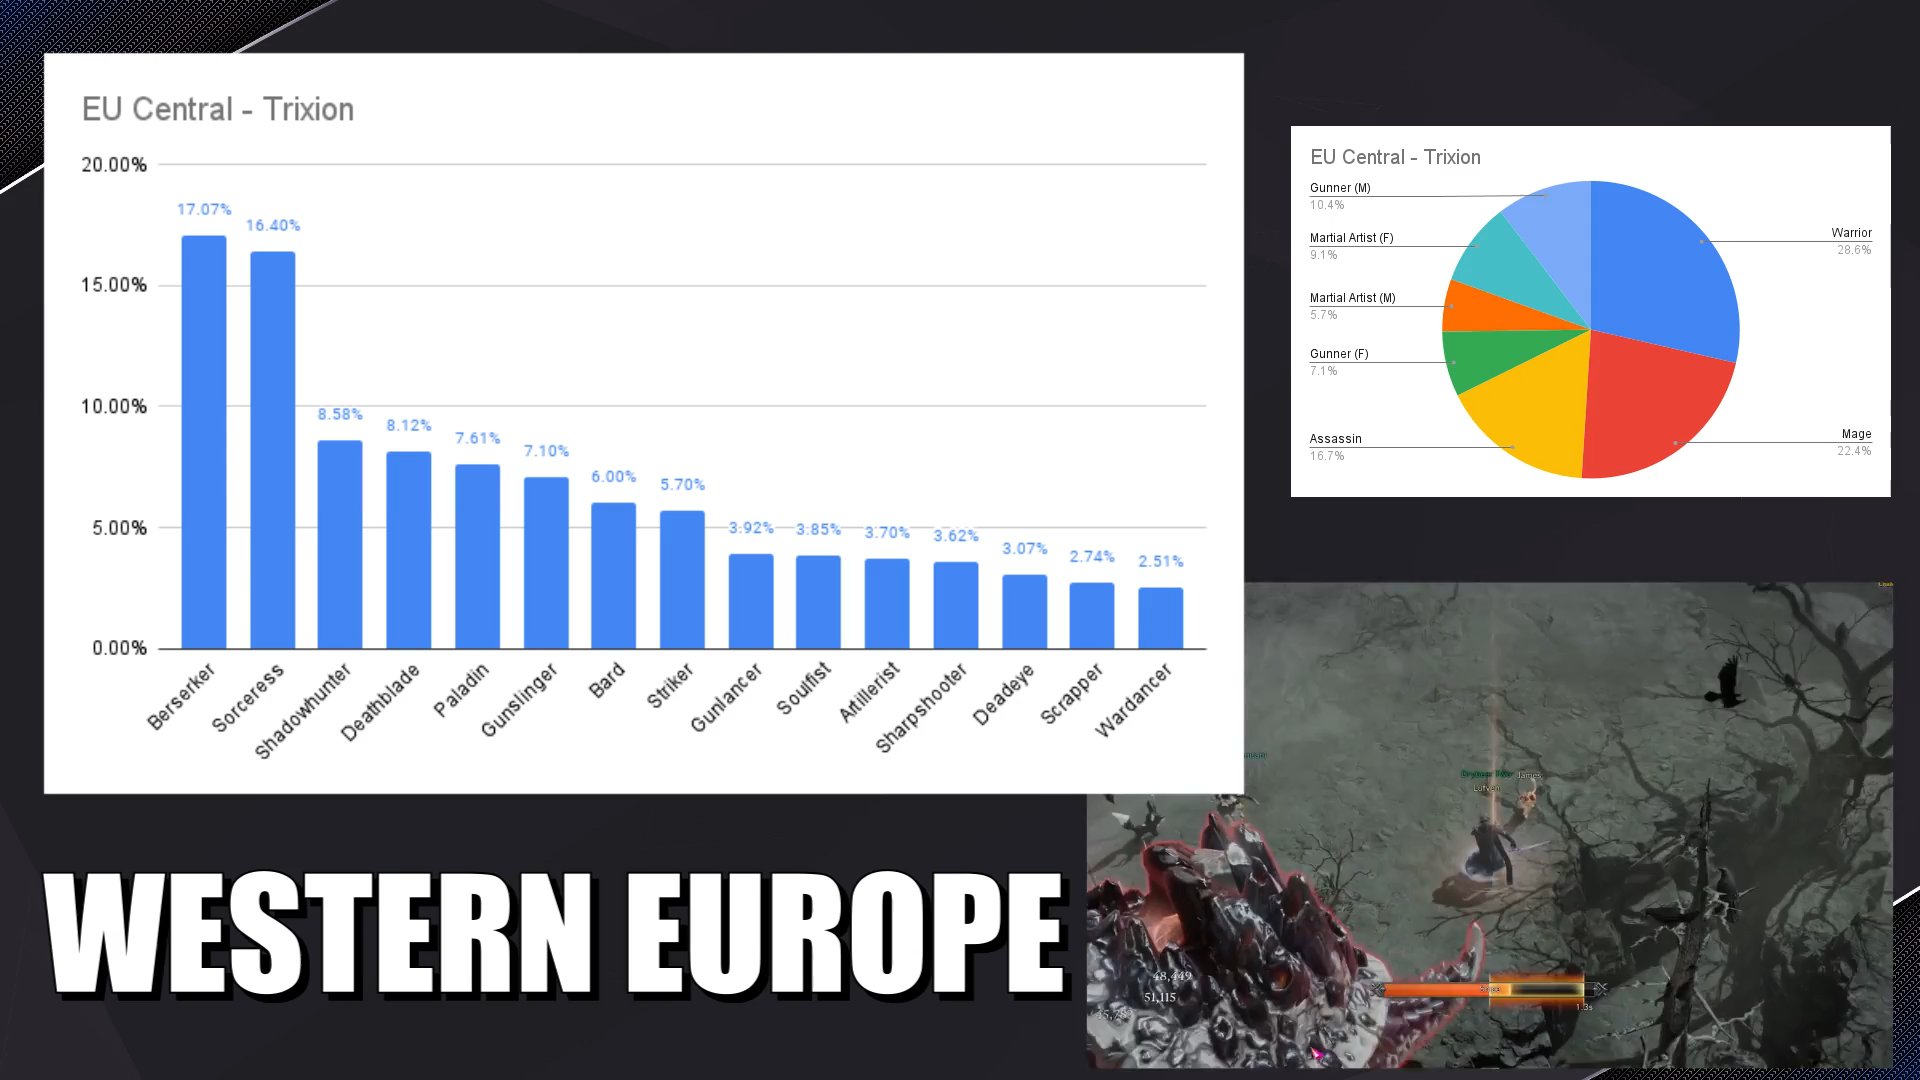 EU Central - Trixion
20.00%
15.00%
10.00%
5.00%
0.00%
17.07%
16.40%
8.58%
8.12%
7.61%
7.10%
6.00%
5.70%
3.92%
3.85%
3.70%
3.62%
3.07%
2.74%
2.51%
Berserker
Sorceress
Shadowhunter
Deathblade
Paladin
Gunslinger
Bard
Striker
Gunlancer
Soulfist
Artillerist
Sharpshooter
Deadeye
Scrapper
Wardancer
EU Central - Trixion
Gunner (M)
10.4%
Martial Artist (F)
9.1%
Martial Artist (M)
5.7%
Gunner (F)
7.1%
Assassin
16.7%
Warrior
28.6%
Mage
22.4%
James
Lufven
48,449
51,115
1.3s
WESTERN EUROPE